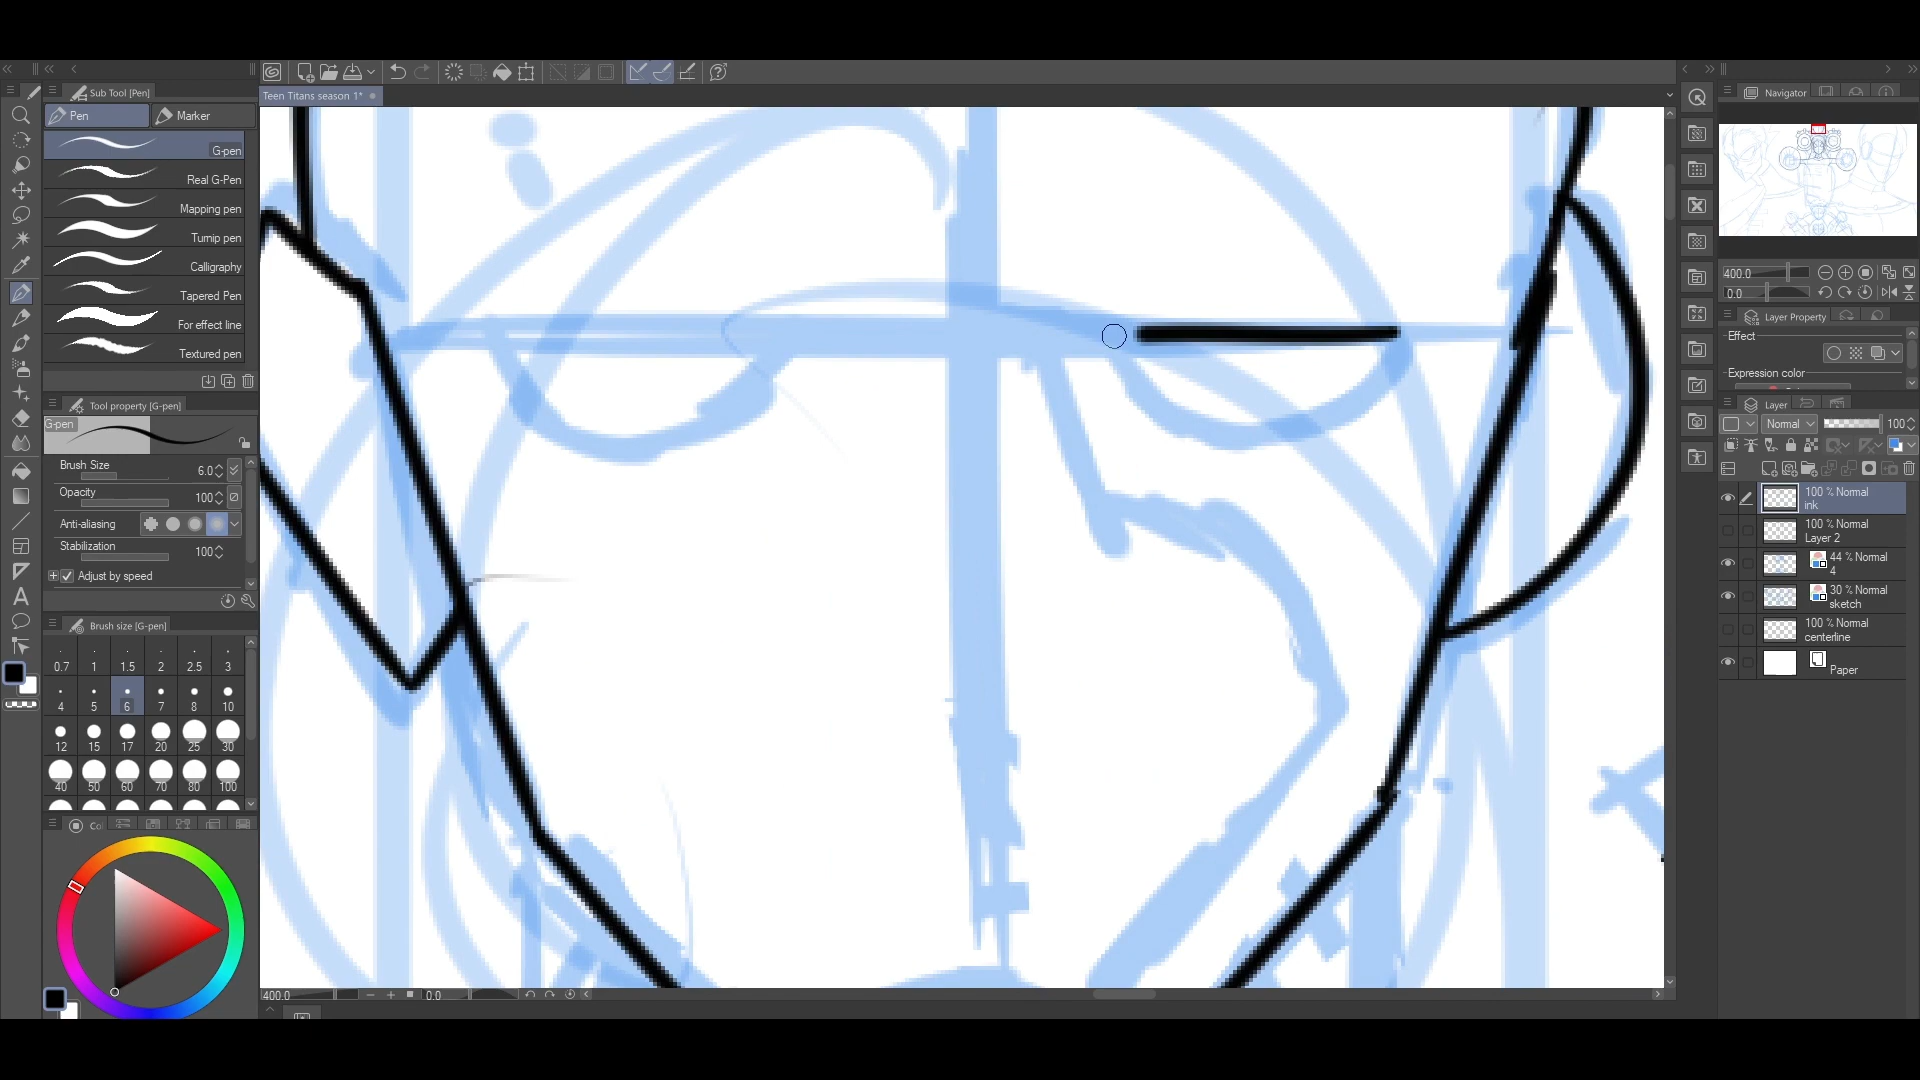 Sub Tool [Pen]
Pen
Marker
G-pen
Real G-Pen
Mapping pen
Turnip pen
Calligraphy
Tapered Pen
For effect line
Textured pen
Tool property [G-pen]
G-pen
Brush Size
6.0
Opacity
100
Anti-aliasing
Stabilization
100
Adjust by speed
Brush size [G-pen]
0.7 1 1.5 2 2.5 3
4 5 6 7 8 10
12 15 17 20 25 30
40 50 60 70 80 100
Co
Teen Titans season 1*
400.0
0.0
Navigator
400.0
0.0
Layer Property
Effect
Expression color
Layer
Normal
100
100 % Normal
ink
100 % Normal
Layer 2
44 % Normal
4
30 % Normal
sketch
100 % Normal
centerline
Paper